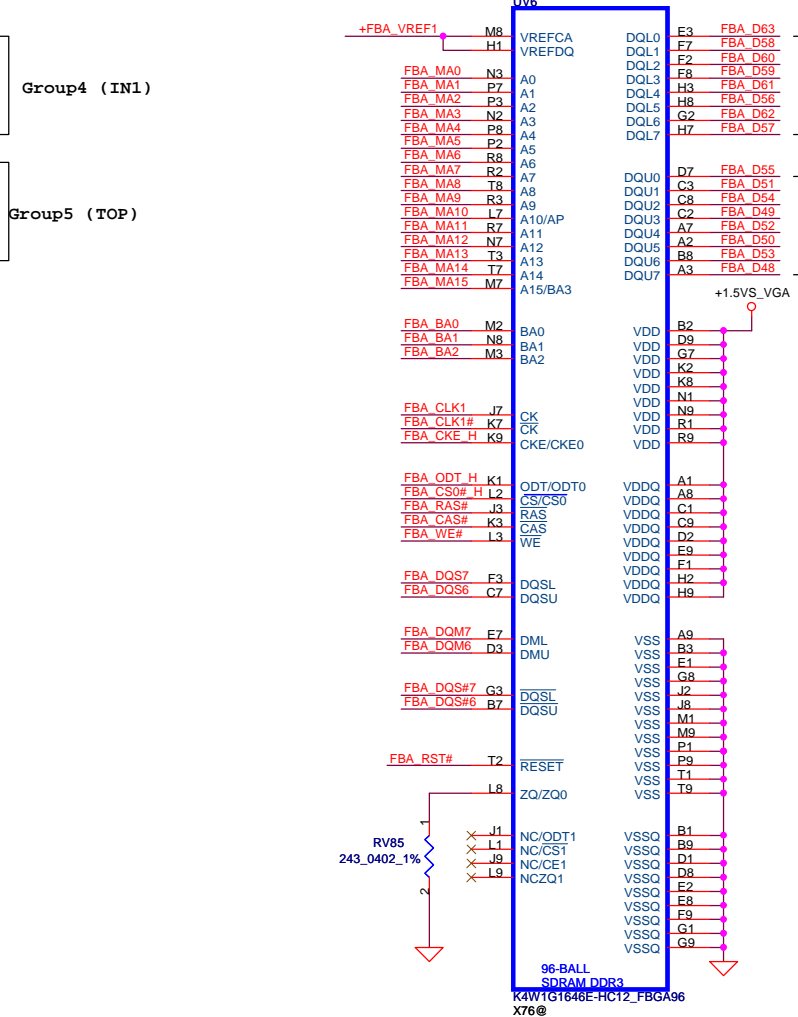 UV6
+FBA_VREF1 M8 VREFCA DQL0 E3 FBA_D63
H1 VREFDQ DQL1 F7 FBA_D58
DQL2 F2 FBA_D60
FBA_MA0 N3 A0 DQL3 F8 FBA_D59
FBA_MA1 P7 A1 DQL4 H3 FBA_D61
FBA_MA2 P3 A2 DQL5 H8 FBA_D56
FBA_MA3 N2 A3 DQL6 G2 FBA_D62
FBA_MA4 P8 A4 DQL7 H7 FBA_D57
FBA_MA5 P2 A5
FBA_MA6 R8 A6
FBA_MA7 R2 A7 DQU0 D7 FBA_D55
FBA_MA8 T8 A8 DQU1 C3 FBA_D51
FBA_MA9 R3 A9 DQU2 C8 FBA_D54
FBA_MA10 L7 A10/AP DQU3 C2 FBA_D49
FBA_MA11 R7 A11 DQU4 A7 FBA_D52
FBA_MA12 N7 A12 DQU5 A2 FBA_D50
FBA_MA13 T3 A13 DQU6 B8 FBA_D53
FBA_MA14 T7 A14 DQU7 A3 FBA_D48
FBA_MA15 M7 A15/BA3
Group4 (IN1)
Group5 (TOP)
+1.5VS_VGA
FBA_BA0 M2 BA0 VDD B2
FBA_BA1 N8 BA1 VDD D9
FBA_BA2 M3 BA2 VDD G7
VDD K2
VDD K8
VDD N1
FBA_CLK1 J7 CK VDD N9
FBA_CLK1# K7 CK VDD R1
FBA_CKE_H K9 CKE/CKE0 VDD R9
FBA_ODT_H K1 ODT/ODT0 VDDQ A1
FBA_CS0#_H L2 CS/CS0 VDDQ A8
FBA_RAS# J3 RAS VDDQ C1
FBA_CAS# K3 CAS VDDQ C9
FBA_WE# L3 WE VDDQ D2
VDDQ E9
VDDQ F1
FBA_DQS7 F3 DQSL VDDQ H2
FBA_DQS6 C7 DQSU VDDQ H9
FBA_DQM7 E7 DML VSS A9
FBA_DQM6 D3 DMU VSS B3
VSS E1
VSS G8
FBA_DQS#7 G3 DQSL VSS J2
FBA_DQS#6 B7 DQSU VSS J8
VSS M1
VSS M9
VSS P1
FBA_RST# T2 RESET VSS P9
VSS T1
L8 ZQ/ZQ0 VSS T9
1
RV85
243_0402_1%
2
J1 NC/ODT1 VSSQ B1
L1 NC/CS1 VSSQ B9
J9 NC/CE1 VSSQ D1
L9 NCZQ1 VSSQ D8
VSSQ E2
VSSQ E8
VSSQ F9
VSSQ G1
VSSQ G9
96-BALL
SDRAM DDR3
K4W1G1646E-HC12_FBGA96
X76@